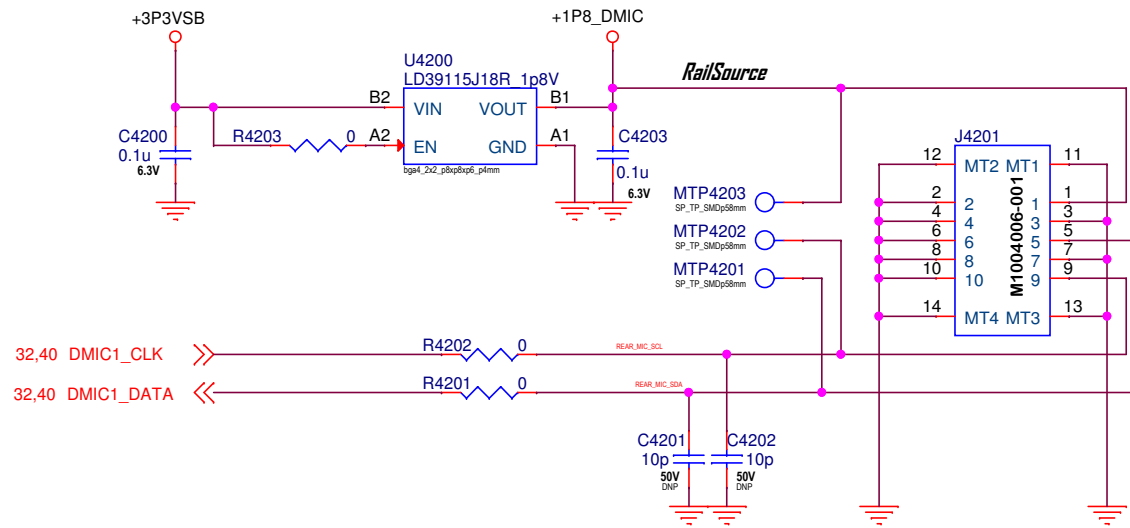 +3P3VSB
+1P8_DMIC
U4200
LD39115J18R_1p8V
RailSource
B2 VIN VOUT B1
C4200
0.1u
6.3V
R4203 0 A2 EN GND A1
bga4_2x2_p8xp8xp6_p4mm
C4203
0.1u
6.3V
J4201
12 MT2 MT1 11
2 2 1 1
4 4 3 3
6 6 5 5
8 8 7 7
10 10 9 9
14 MT4 MT3 13
M1004006-001
MTP4203
SP_TP_SMDp58mm
MTP4202
SP_TP_SMDp58mm
MTP4201
SP_TP_SMDp58mm
32,40 DMIC1_CLK R4202 0 REAR_MIC_SCL
32,40 DMIC1_DATA R4201 0 REAR_MIC_SDA
C4201 C4202
10p 10p
50V 50V
DNP DNP